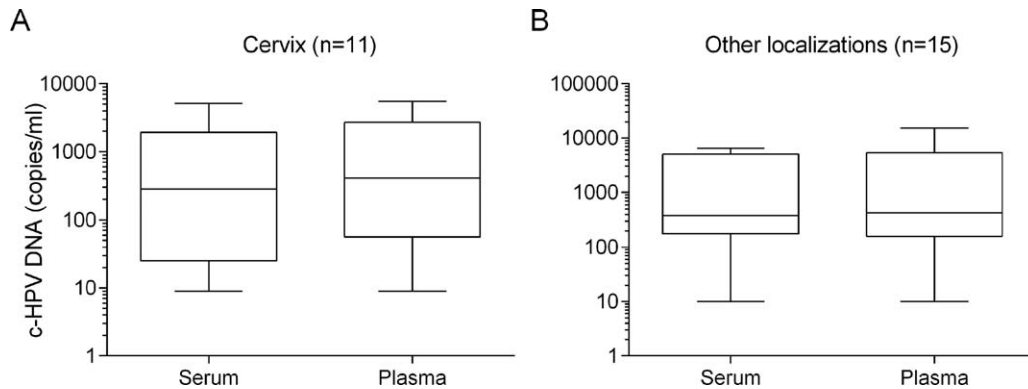 A
Cervix (n=11)
c-HPV DNA (copies/ml)
10000
1000
100
10
1
Serum Plasma
B
Other localizations (n=15)
100000
10000
1000
100
10
1
Serum Plasma